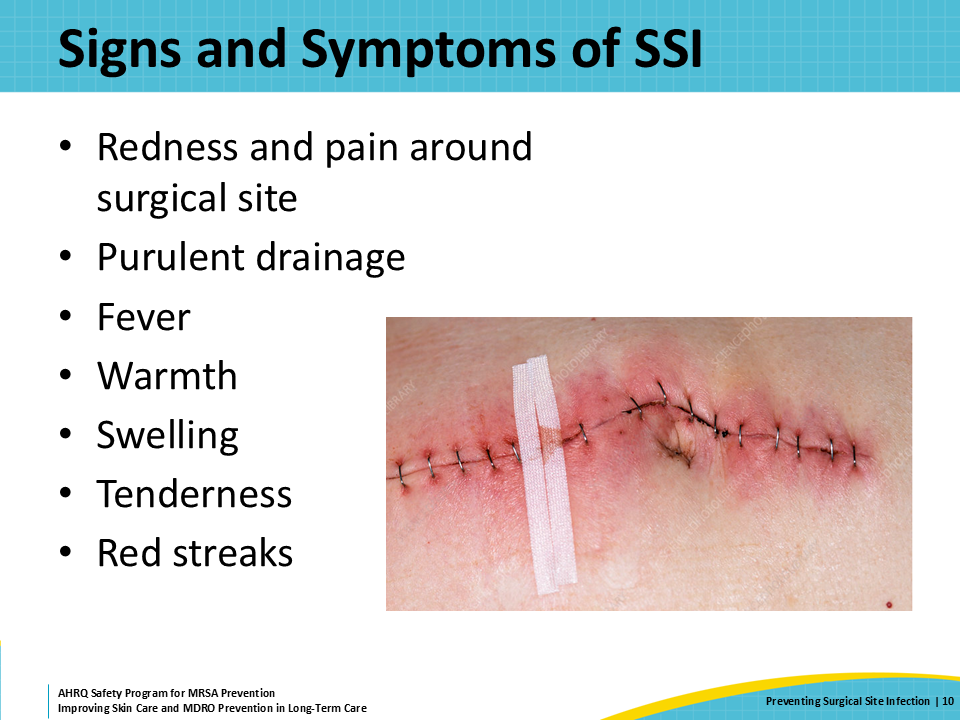 Signs and Symptoms of SSI
• Redness and pain around
surgical site
• Purulent drainage
• Fever
• Warmth
• Swelling
• Tenderness
• Red streaks
AHRQ Safety Program for MRSA Prevention
Improving Skin Care and MDRO Prevention in Long-Term Care
Preventing Surgical Site Infection | 10